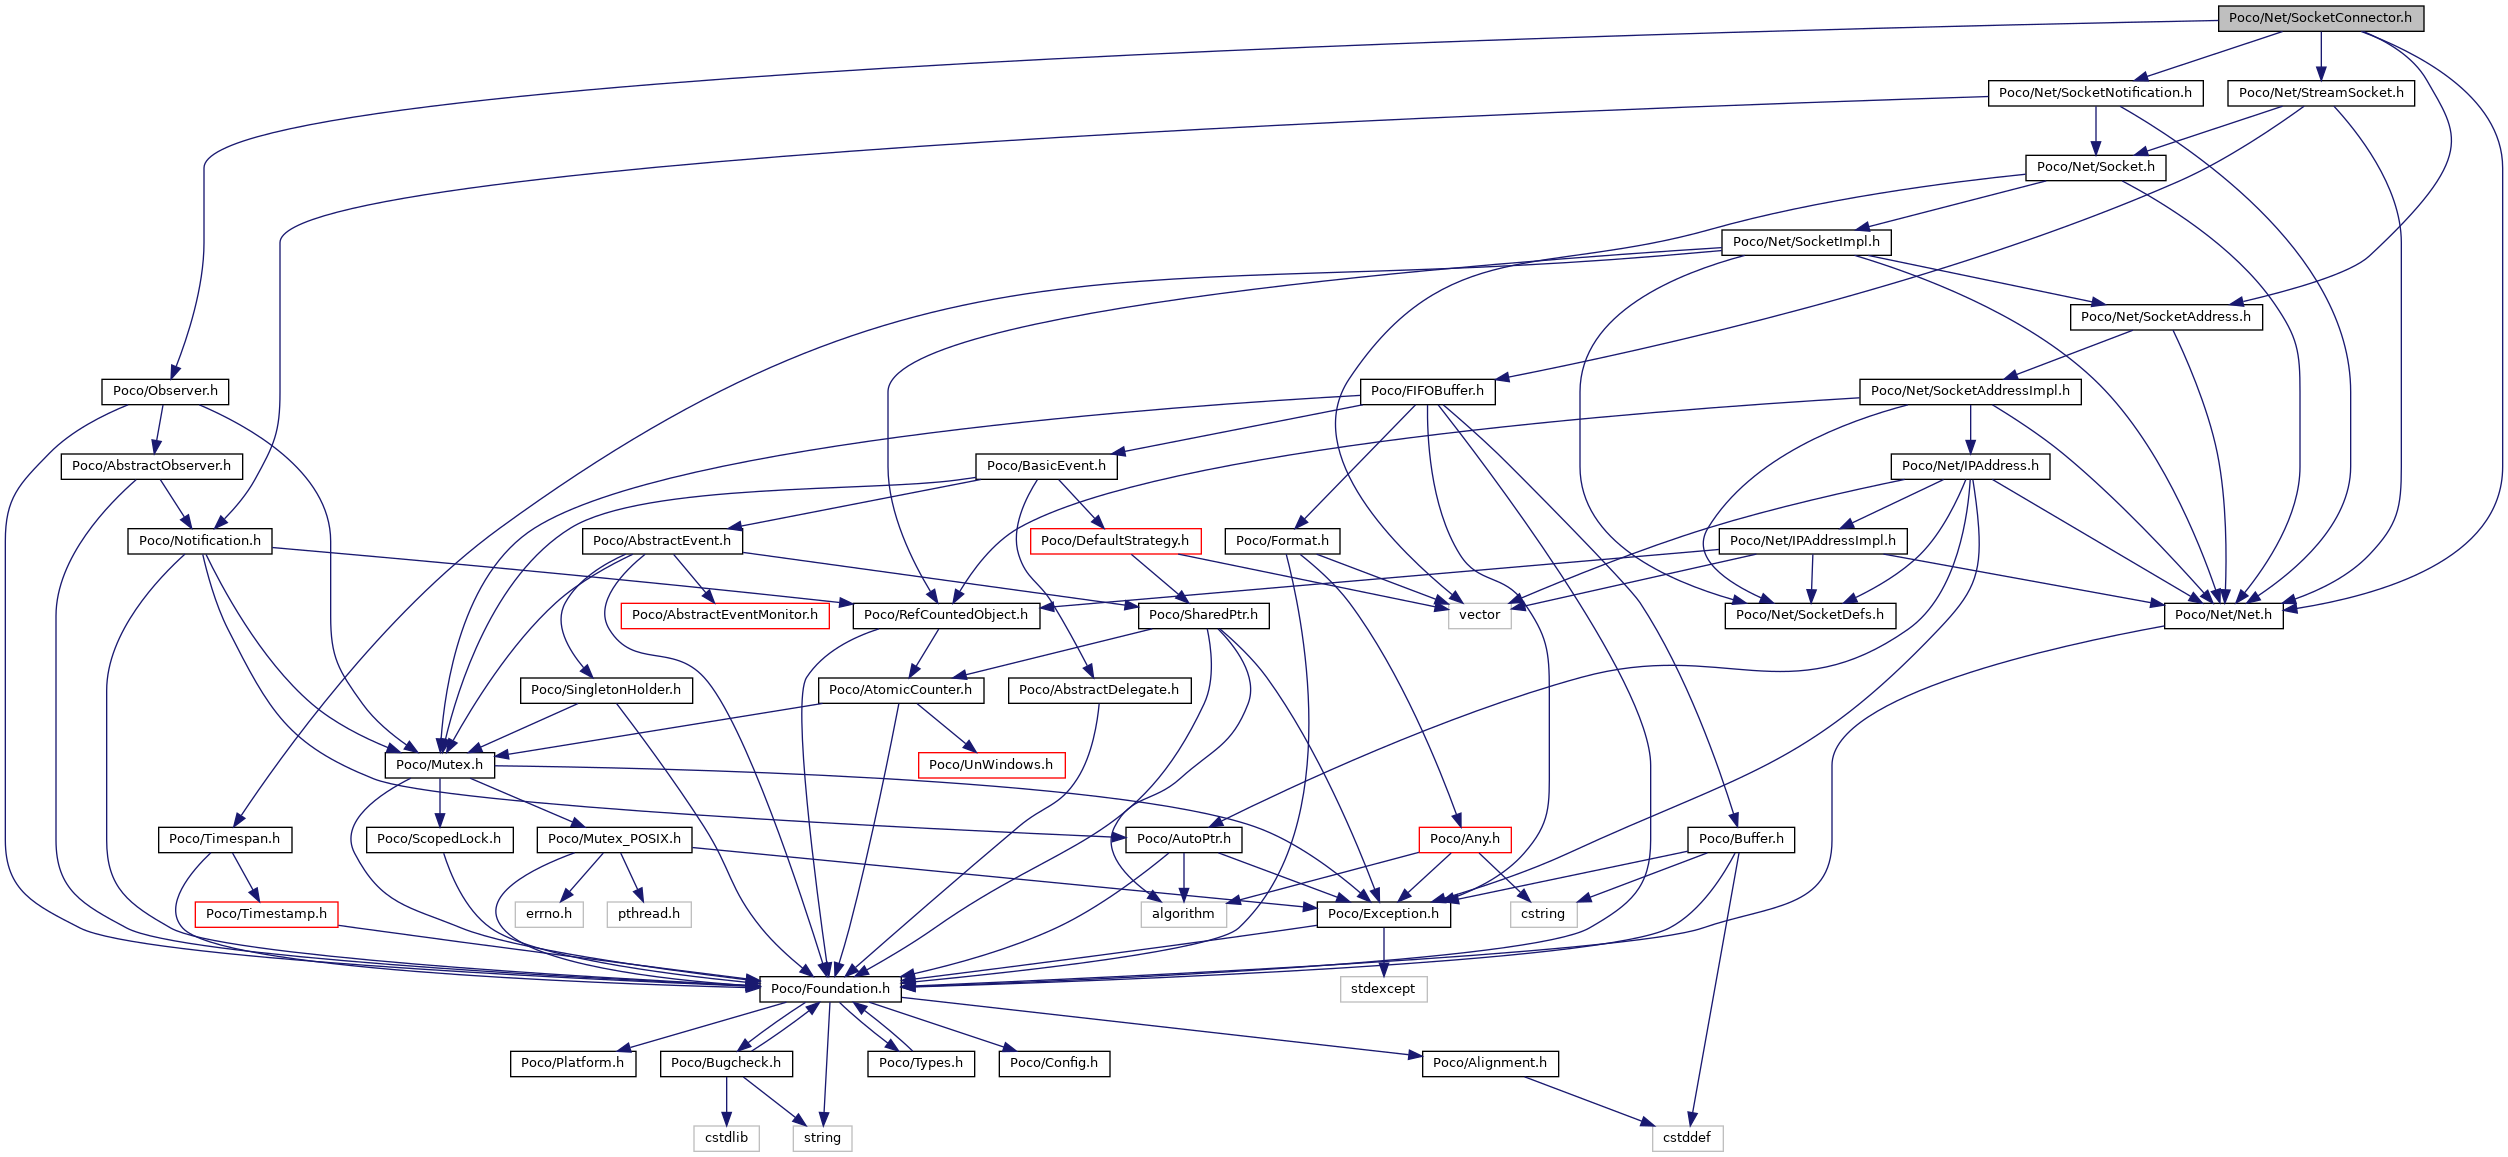 Poco/Net/SocketConnector.h
Poco/Net/SocketNotification.h
Poco/Net/StreamSocket.h
Poco/Net/Socket.h
Poco/Net/SocketImpl.h
Poco/Net/SocketAddress.h
Poco/Observer.h
Poco/FIFOBuffer.h
Poco/Net/SocketAddressImpl.h
Poco/AbstractObserver.h
Poco/BasicEvent.h
Poco/Net/IPAddress.h
Poco/Notification.h
Poco/AbstractEvent.h
Poco/DefaultStrategy.h
Poco/Format.h
Poco/Net/IPAddressImpl.h
Poco/AbstractEventMonitor.h
Poco/RefCountedObject.h
Poco/SharedPtr.h
vector
Poco/Net/SocketDefs.h
Poco/Net/Net.h
Poco/SingletonHolder.h
Poco/AtomicCounter.h
Poco/AbstractDelegate.h
Poco/Mutex.h
Poco/UnWindows.h
Poco/Timespan.h
Poco/ScopedLock.h
Poco/Mutex_POSIX.h
Poco/AutoPtr.h
Poco/Any.h
Poco/Buffer.h
Poco/Timestamp.h
errno.h
pthread.h
algorithm
Poco/Exception.h
cstring
Poco/Foundation.h
stdexcept
Poco/Platform.h
Poco/Bugcheck.h
Poco/Types.h
Poco/Config.h
Poco/Alignment.h
cstdlib
string
cstddef